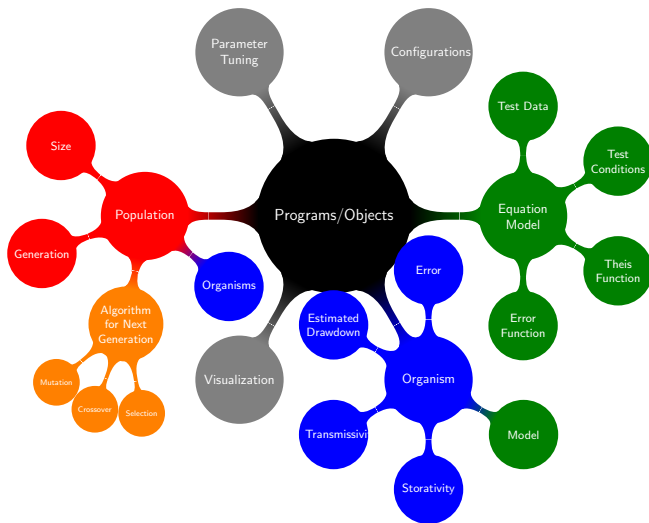 Parameter
Tuning
Configurations
Test Data
Size
Test
Conditions
Population
Programs/Objects
Equation
Model
Generation
Organisms
Error
Theis
Function
Algorithm
for Next
Generation
Estimated
Drawdown
Error
Function
Mutation
Crossover
Selection
Visualization
Organism
Transmissivi
Model
Storativity